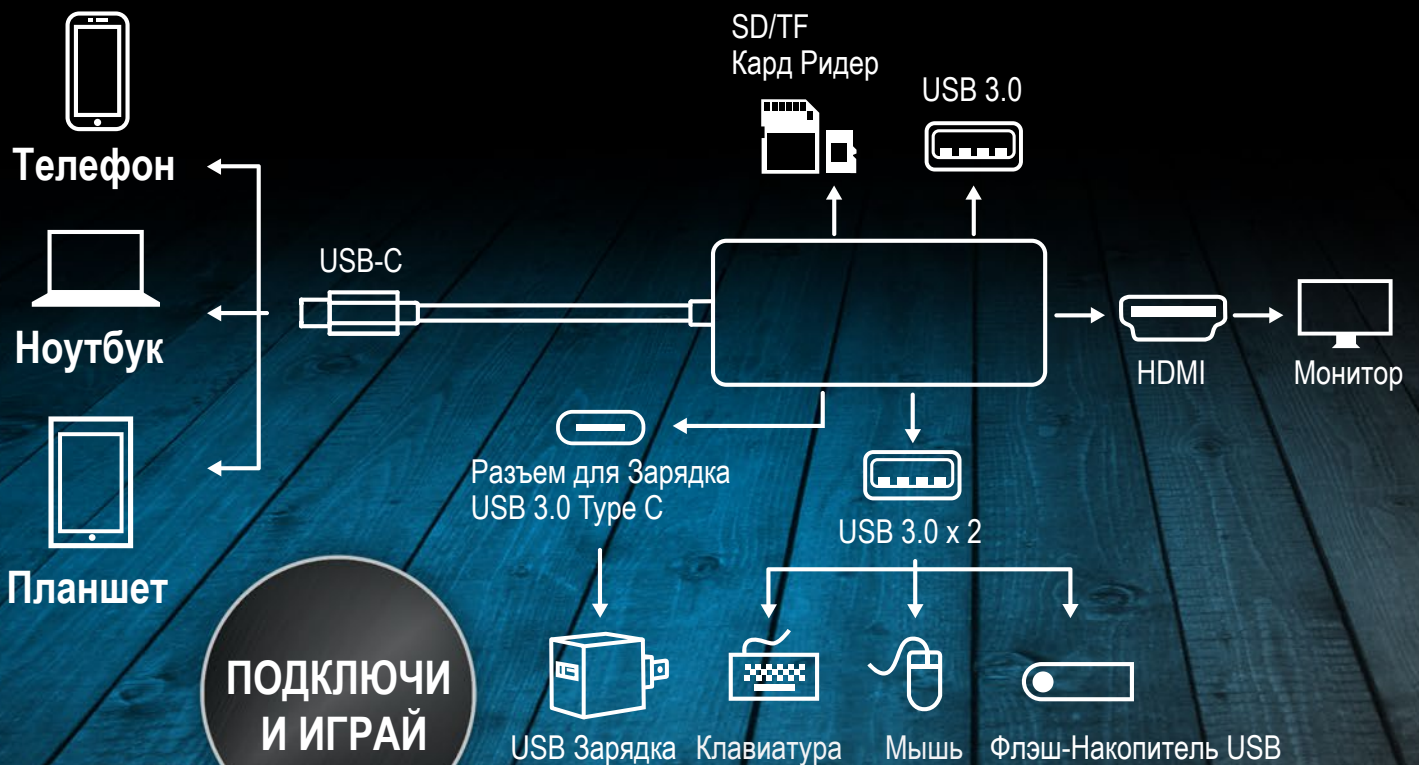 SD/TF
Кард Ридер
USB 3.0
Телефон
USB-C
Ноутбук
HDMI
Монитор
Разъем для Зарядка
USB 3.0 Type C
USB 3.0 x 2
Планшет
ПОДКЛЮЧИ
И ИГРАЙ
USB Зарядка
Клавиатура
Мышь
Флэш-Накопитель USB